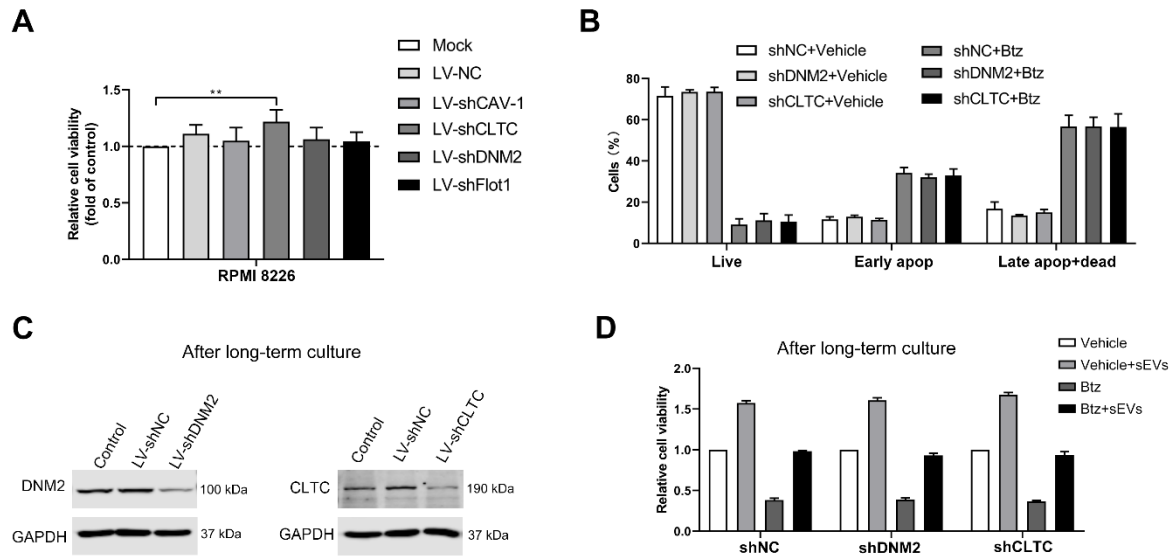 A
Mock
LV-NC
LV-shCAV-1
LV-shCLTC
LV-shDNM2
LV-shFlot1
**
1.5
1.0
0.5
0.0
Relative cell viability
(fold of control)
RPMI 8226
B
shNC+Vehicle
shDNM2+Vehicle
shCLTC+Vehicle
shNC+Btz
shDNM2+Btz
shCLTC+Btz
80
60
40
20
0
Cells (%)
Live
Early apop
Late apop+dead
C
After long-term culture
Control
LV-shNC
LV-shDNM2
DNM2
100 kDa
GAPDH
37 kDa
Control
LV-shNC
LV-shCLTC
CLTC
190 kDa
GAPDH
37 kDa
D
After long-term culture
Vehicle
Vehicle+sEVs
Btz
Btz+sEVs
2.0
1.5
1.0
0.5
0.0
Relative cell viability
shNC
shDNM2
shCLTC